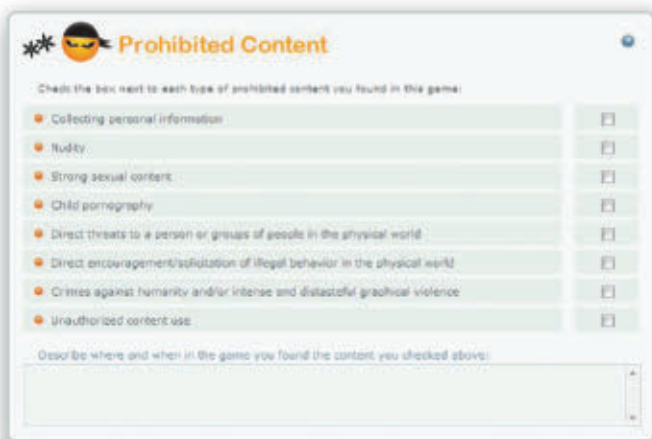 Prohibited Content
Check the box next to each type of prohibited content you found in this game:
Collecting personal information
Nudity
Strong sexual content
Child pornography
Direct threats to a person or groups of people in the physical world
Direct encouragement/solicitation of illegal behavior in the physical world
Crimes against humanity and/or intense and distasteful graphical violence
Unauthorized content use
Describe where and when in the game you found the content you checked above: